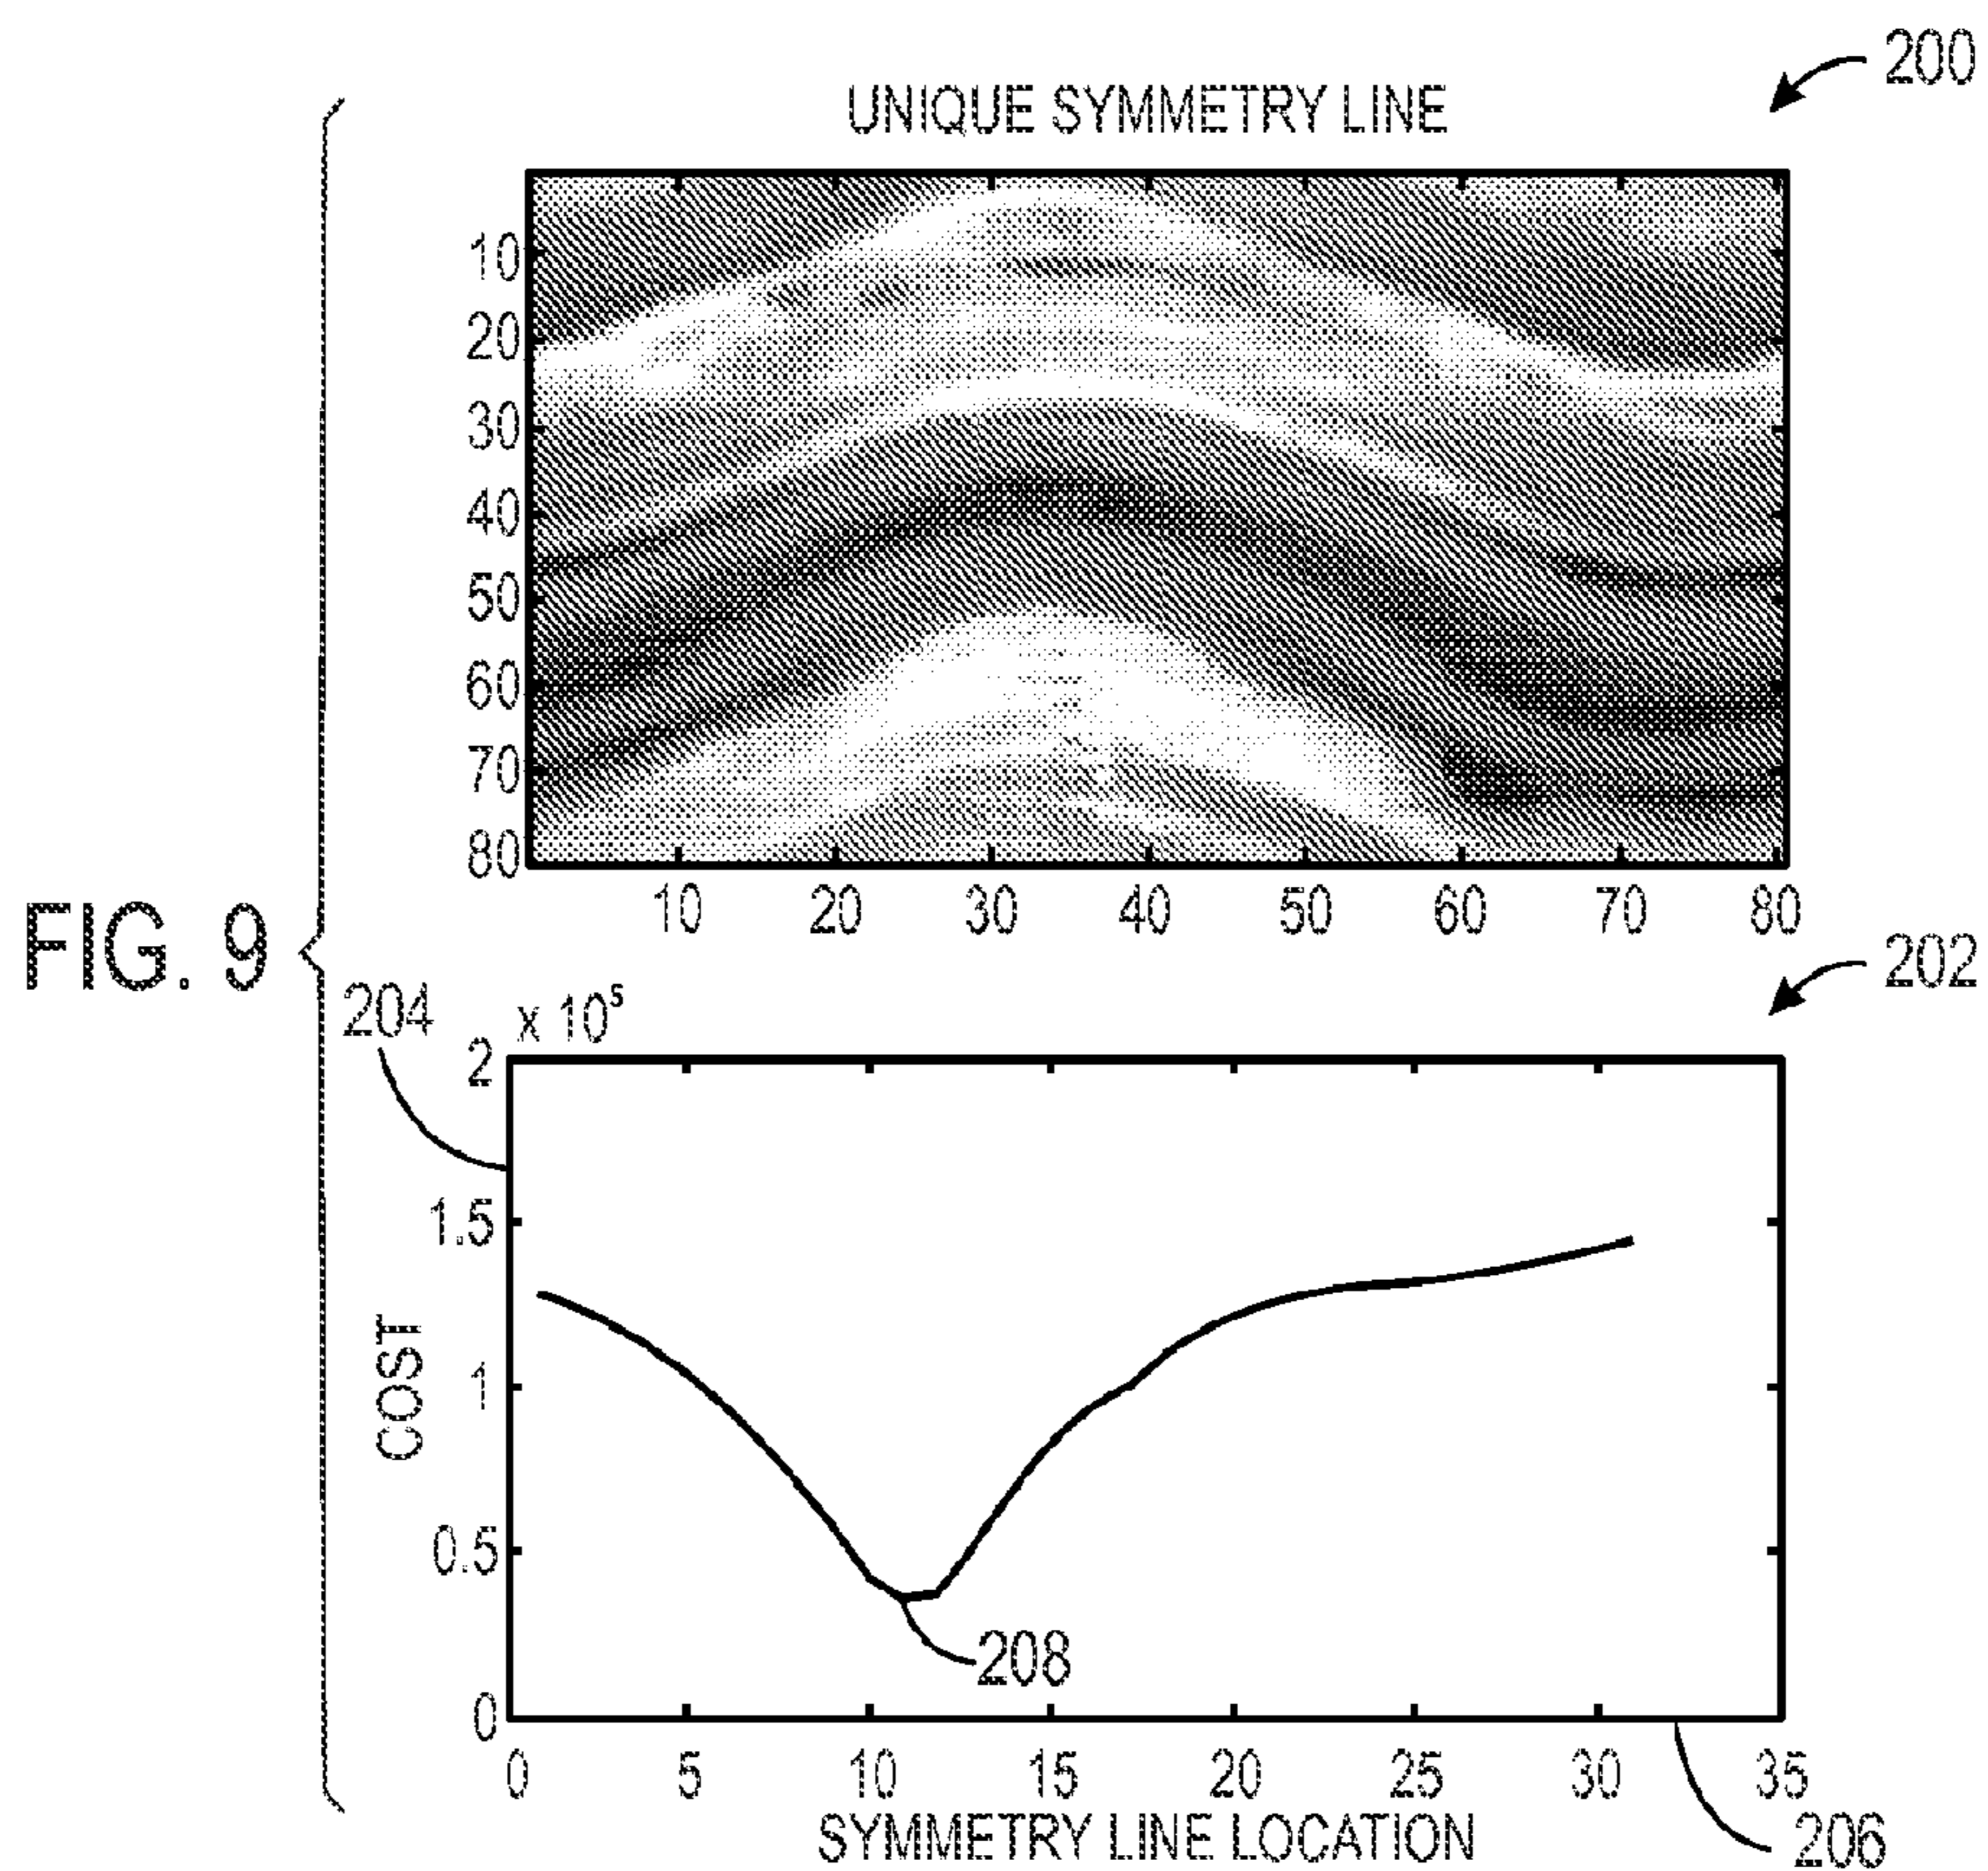 200
UNIQUE SYMMETRY LINE
10
20
30
40
50
60
70
80
10 20 30 40 50 60 70 80
FIG. 9
202
204
x 10⁵
2
1.5
1
0.5
0
COST
208
0 5 10 15 20 25 30 35
SYMMETRY LINE LOCATION
206